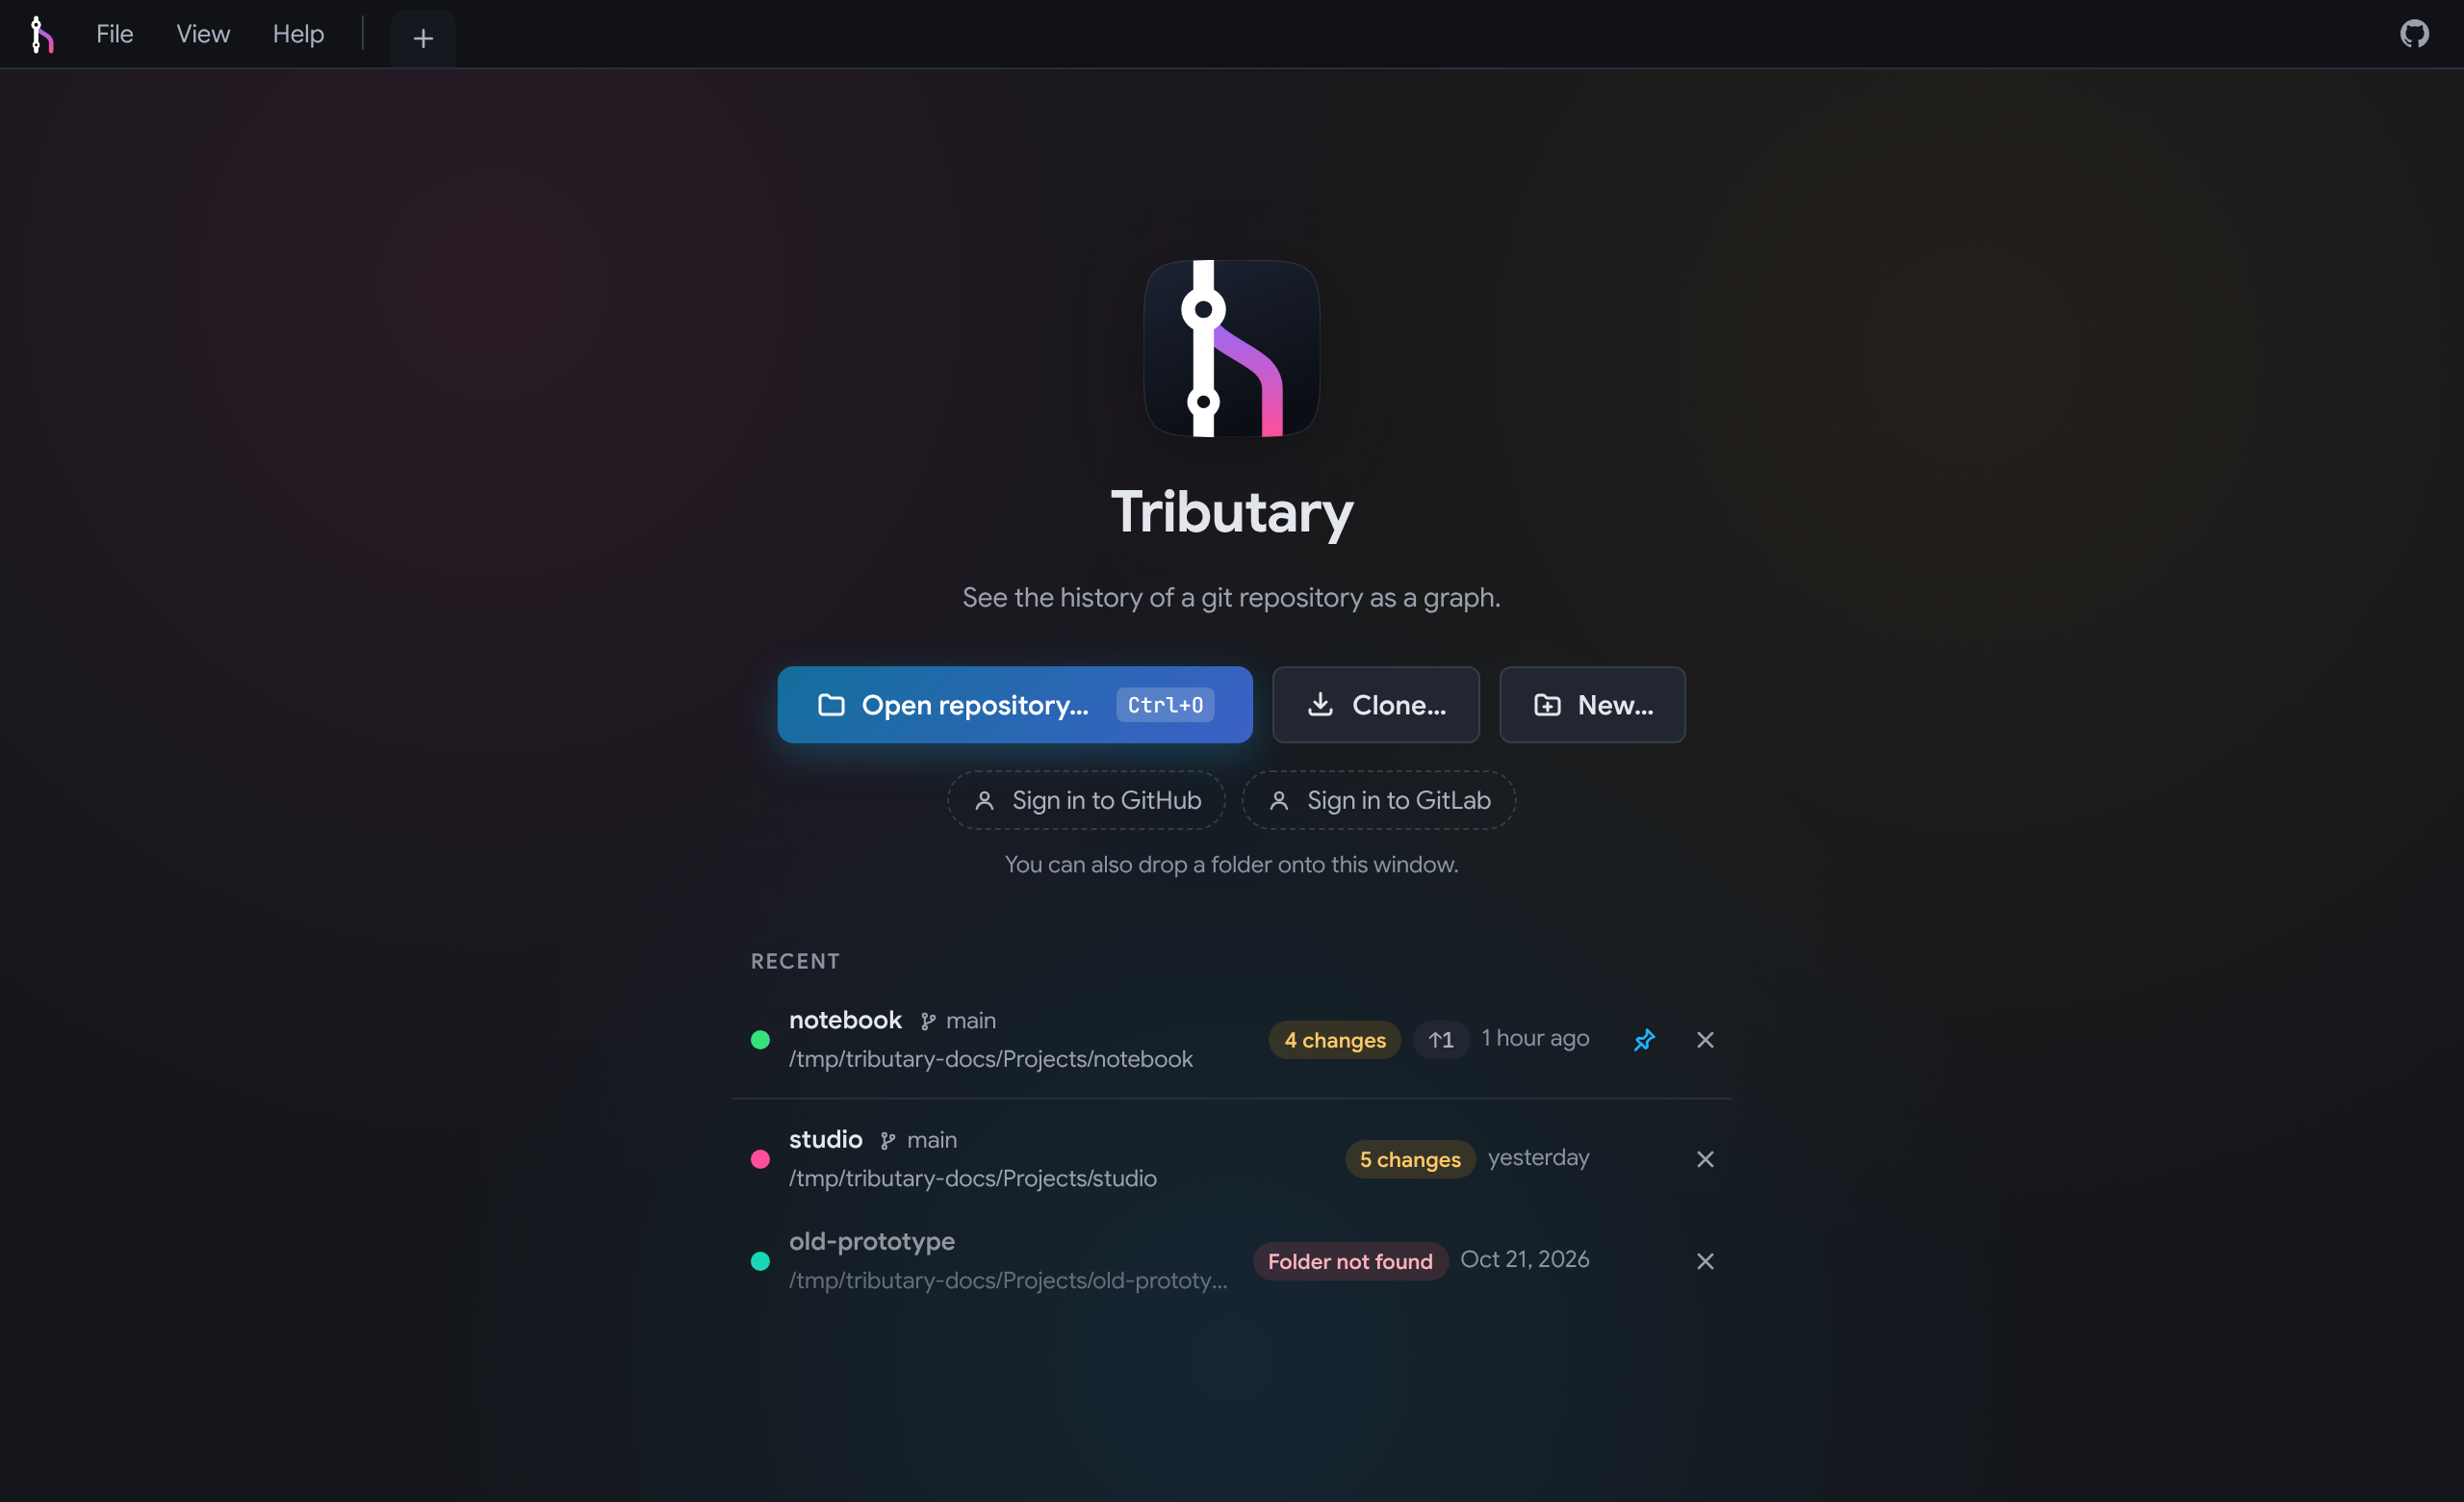 File View Help
Tributary
See the history of a git repository as a graph.
Open repository... Ctrl+O Clone... New...
Sign in to GitHub Sign in to GitLab
You can also drop a folder onto this window.
RECENT
notebook main
/tmp/tributary-docs/Projects/notebook
4 changes ↑1 1 hour ago
studio main
/tmp/tributary-docs/Projects/studio
5 changes yesterday
old-prototype
/tmp/tributary-docs/Projects/old-prototy...
Folder not found Oct 21, 2026